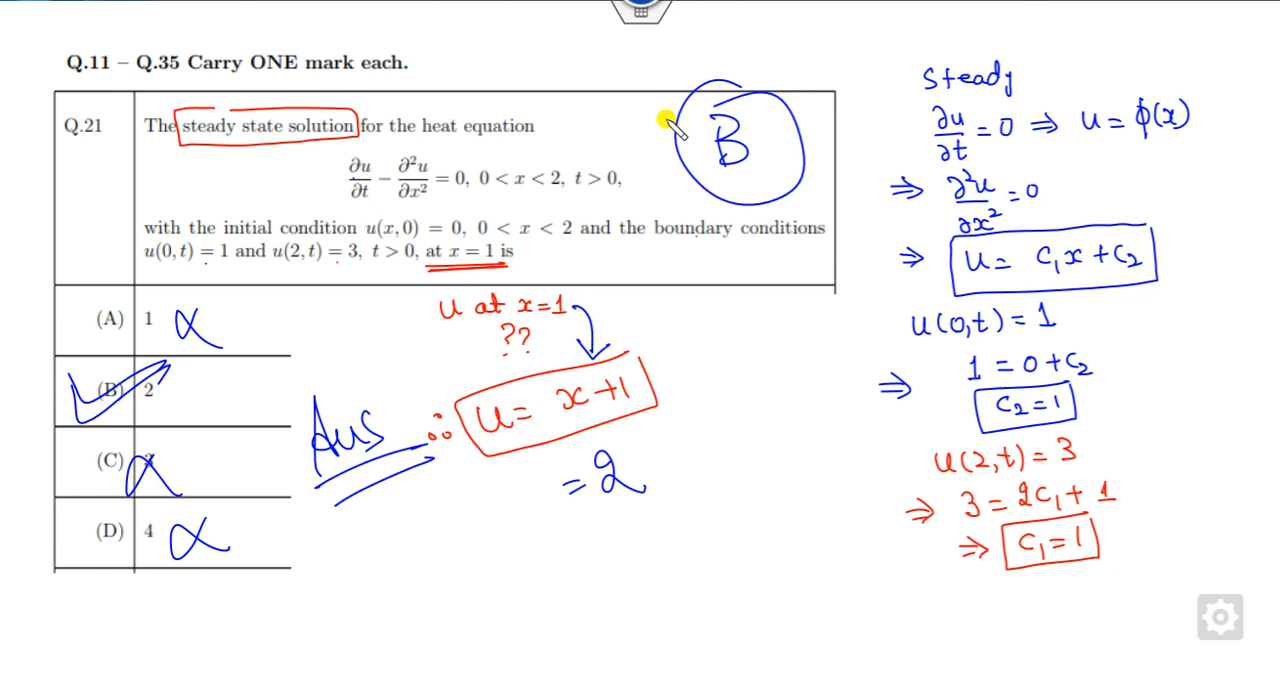 Q.11 – Q.35 Carry ONE mark each.
Q.21 The steady state solution for the heat equation
∂u/∂t − ∂²u/∂x² = 0, 0 < x < 2, t > 0,
with the initial condition u(x, 0) = 0, 0 < x < 2 and the boundary conditions
u(0, t) = 1 and u(2, t) = 3, t > 0, at x = 1 is
B
(A) 1 α
(B) 2
(C) α
(D) 4 α
u at x=1
??
Ans
∴ u = x+1
= 2
Steady
∂u/∂t = 0 ⇒ u = ϕ(x)
⇒ ∂²u/∂x² = 0
⇒ u = c₁x + c₂
u(0,t) = 1
⇒ 1 = 0 + c₂
c₂ = 1
u(2,t) = 3
⇒ 3 = 2c₁ + 1
⇒ c₁ = 1